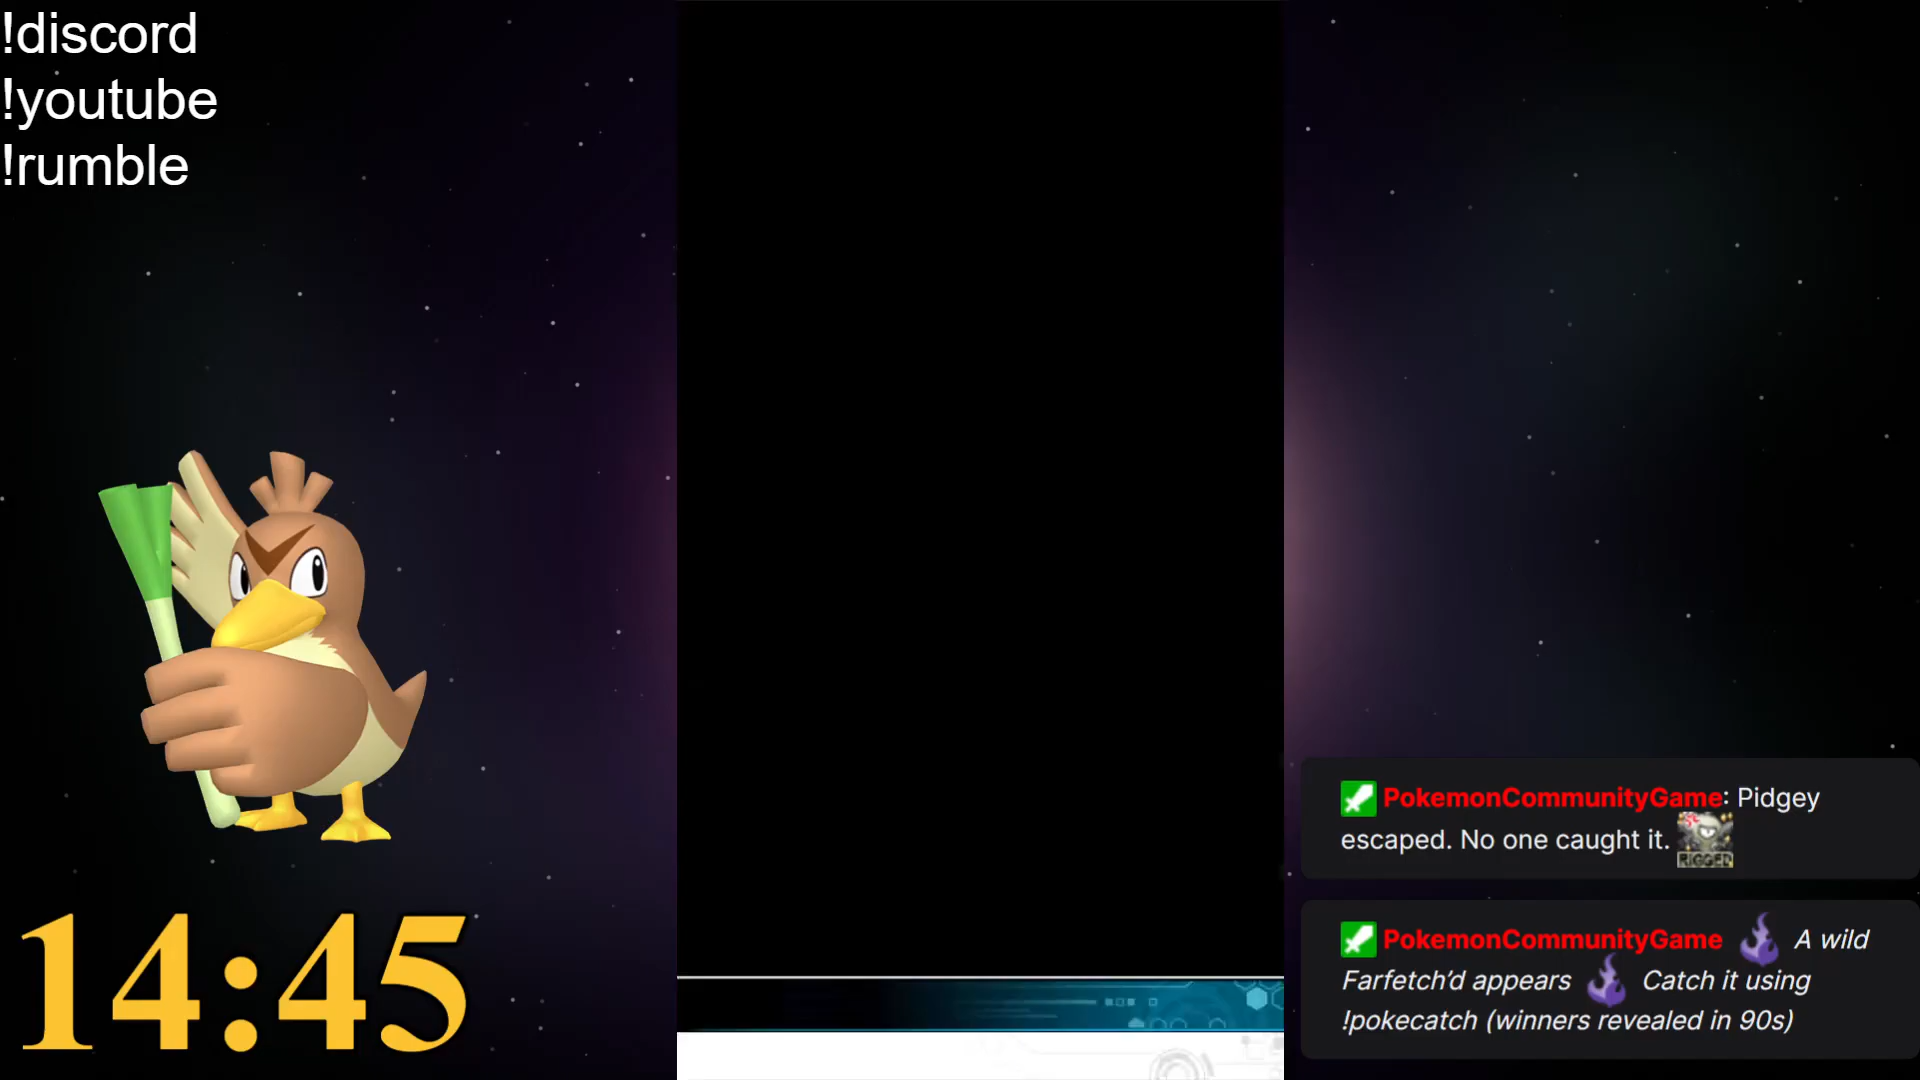 !discord
!youtube
!rumble
14:45
PokemonCommunityGame: Pidgey
escaped. No one caught it. RIGGED
PokemonCommunityGame A wild
Farfetch’d appears Catch it using
!pokecatch (winners revealed in 90s)